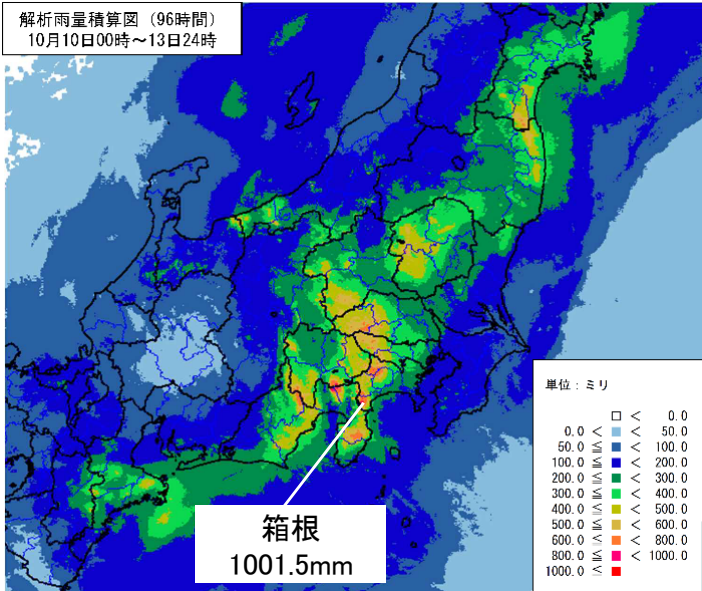 解析雨量積算図（96時間）
10月10日00時～13日24時
箱根
1001.5mm
単位：ミリ
□ < 0.0
0.0 < ■ < 50.0
50.0 ≦ ■ < 100.0
100.0 ≦ ■ < 200.0
200.0 ≦ ■ < 300.0
300.0 ≦ ■ < 400.0
400.0 ≦ ■ < 500.0
500.0 ≦ ■ < 600.0
600.0 ≦ ■ < 800.0
800.0 ≦ ■ < 1000.0
1000.0 ≦ ■